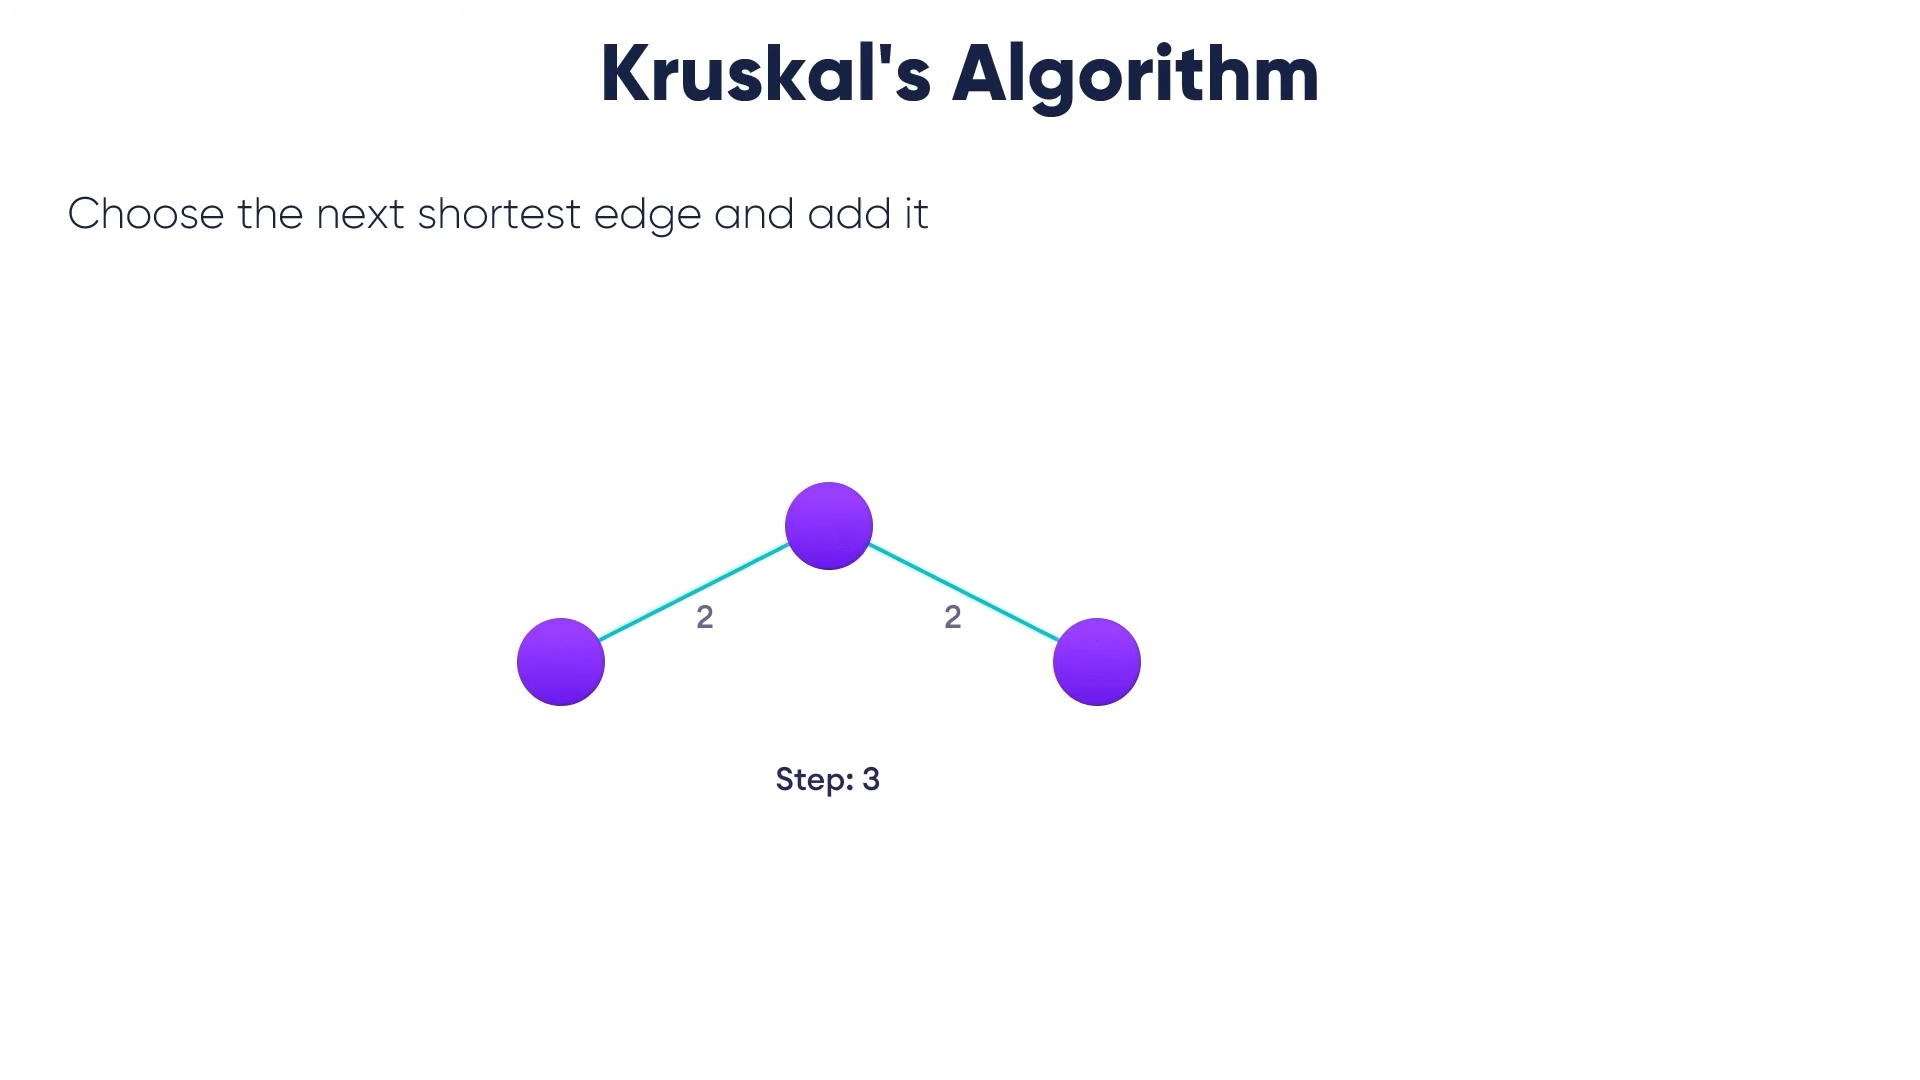 Kruskal's Algorithm
Choose the next shortest edge and add it
2 2
Step: 3